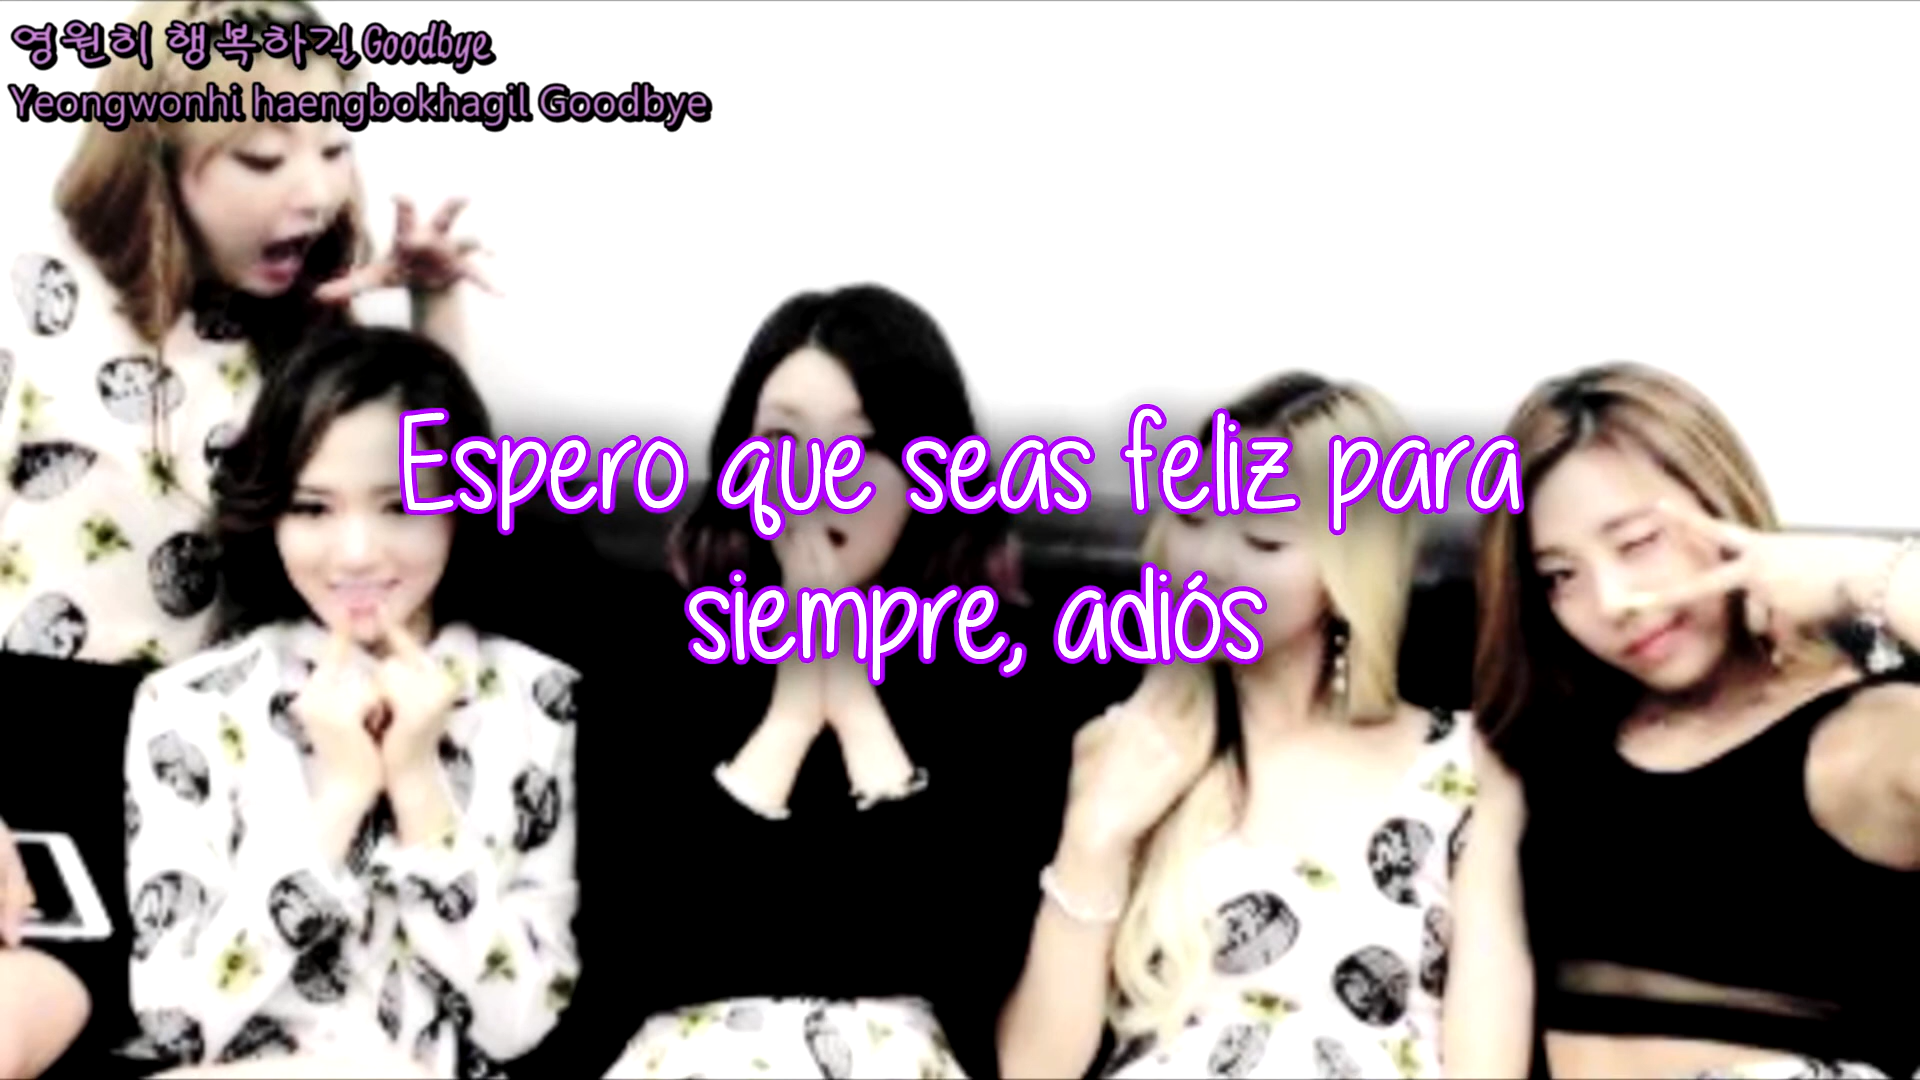 영원히 행복하길 Goodbye
Yeongwonhi haengbokhagil Goodbye
Espero que seas feliz para
siempre, adiós